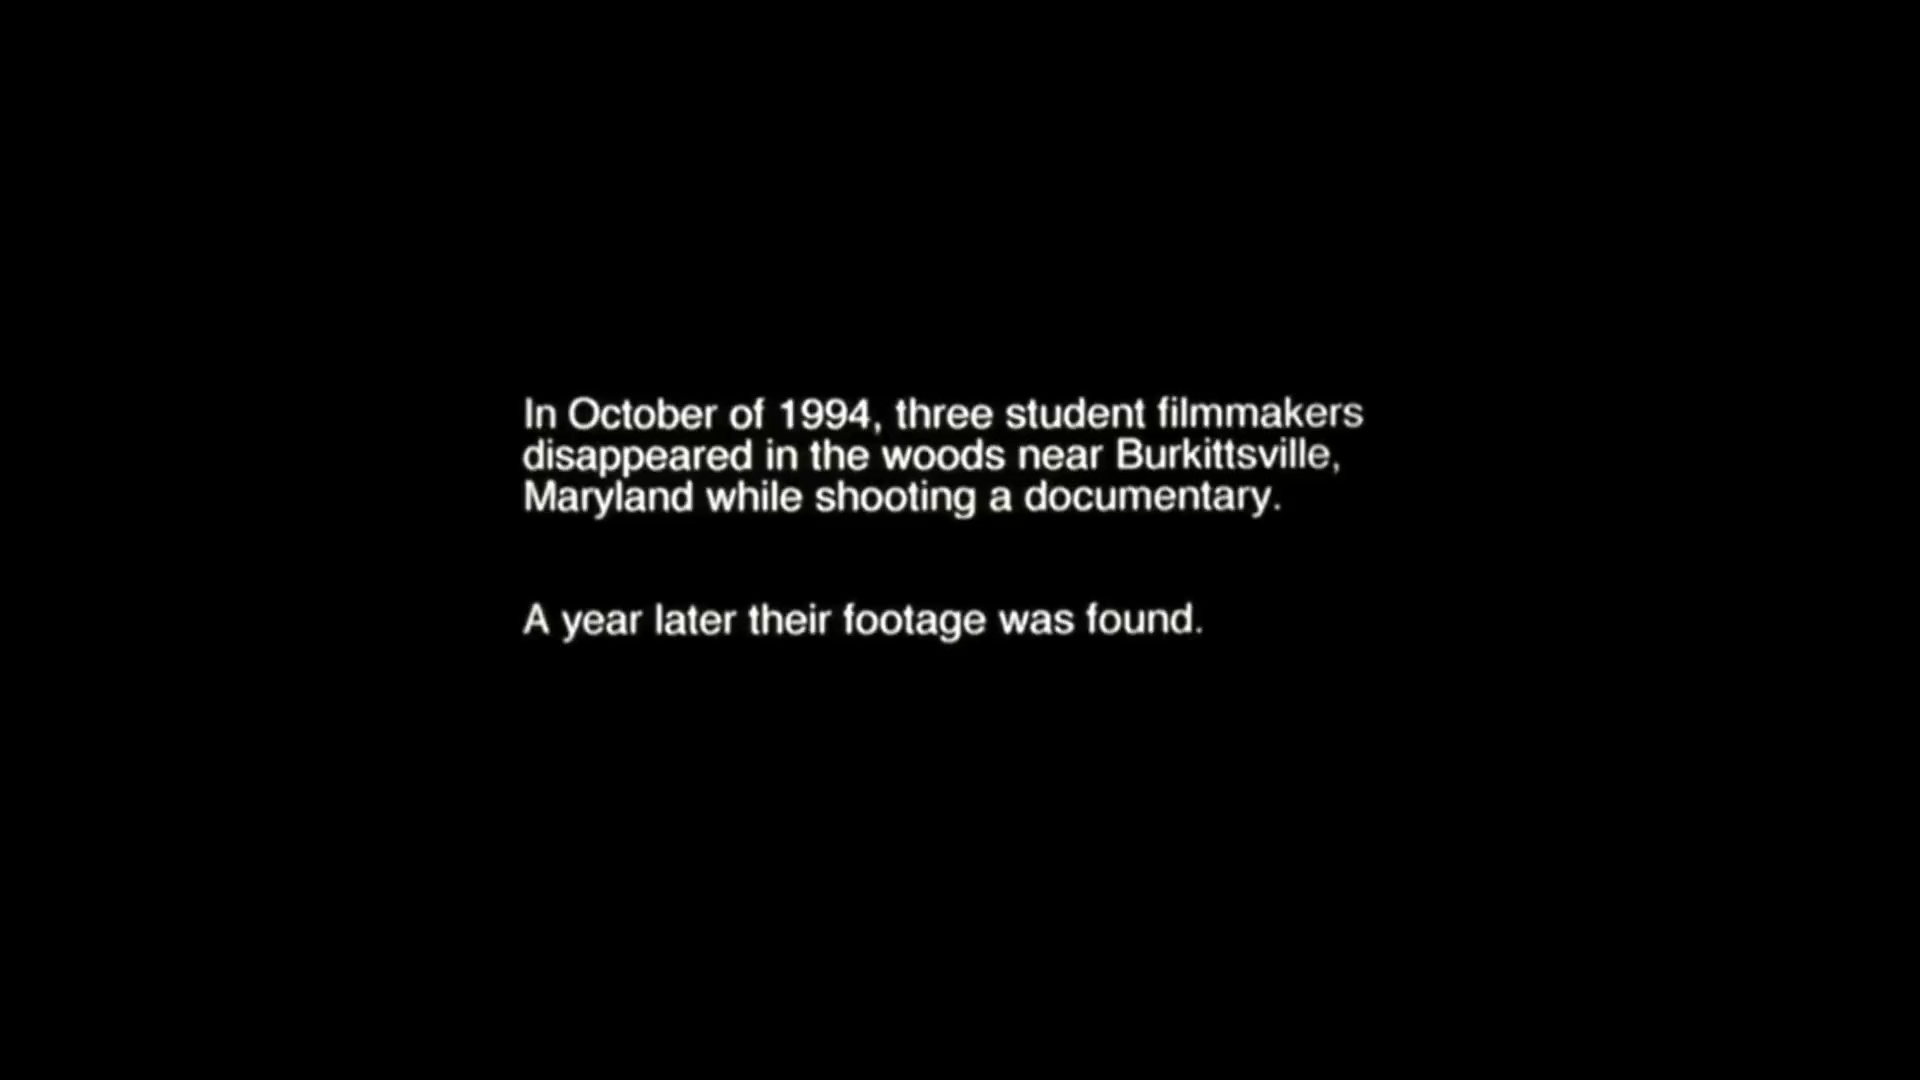 In October of 1994, three student filmmakers
disappeared in the woods near Burkittsville,
Maryland while shooting a documentary.
A year later their footage was found.